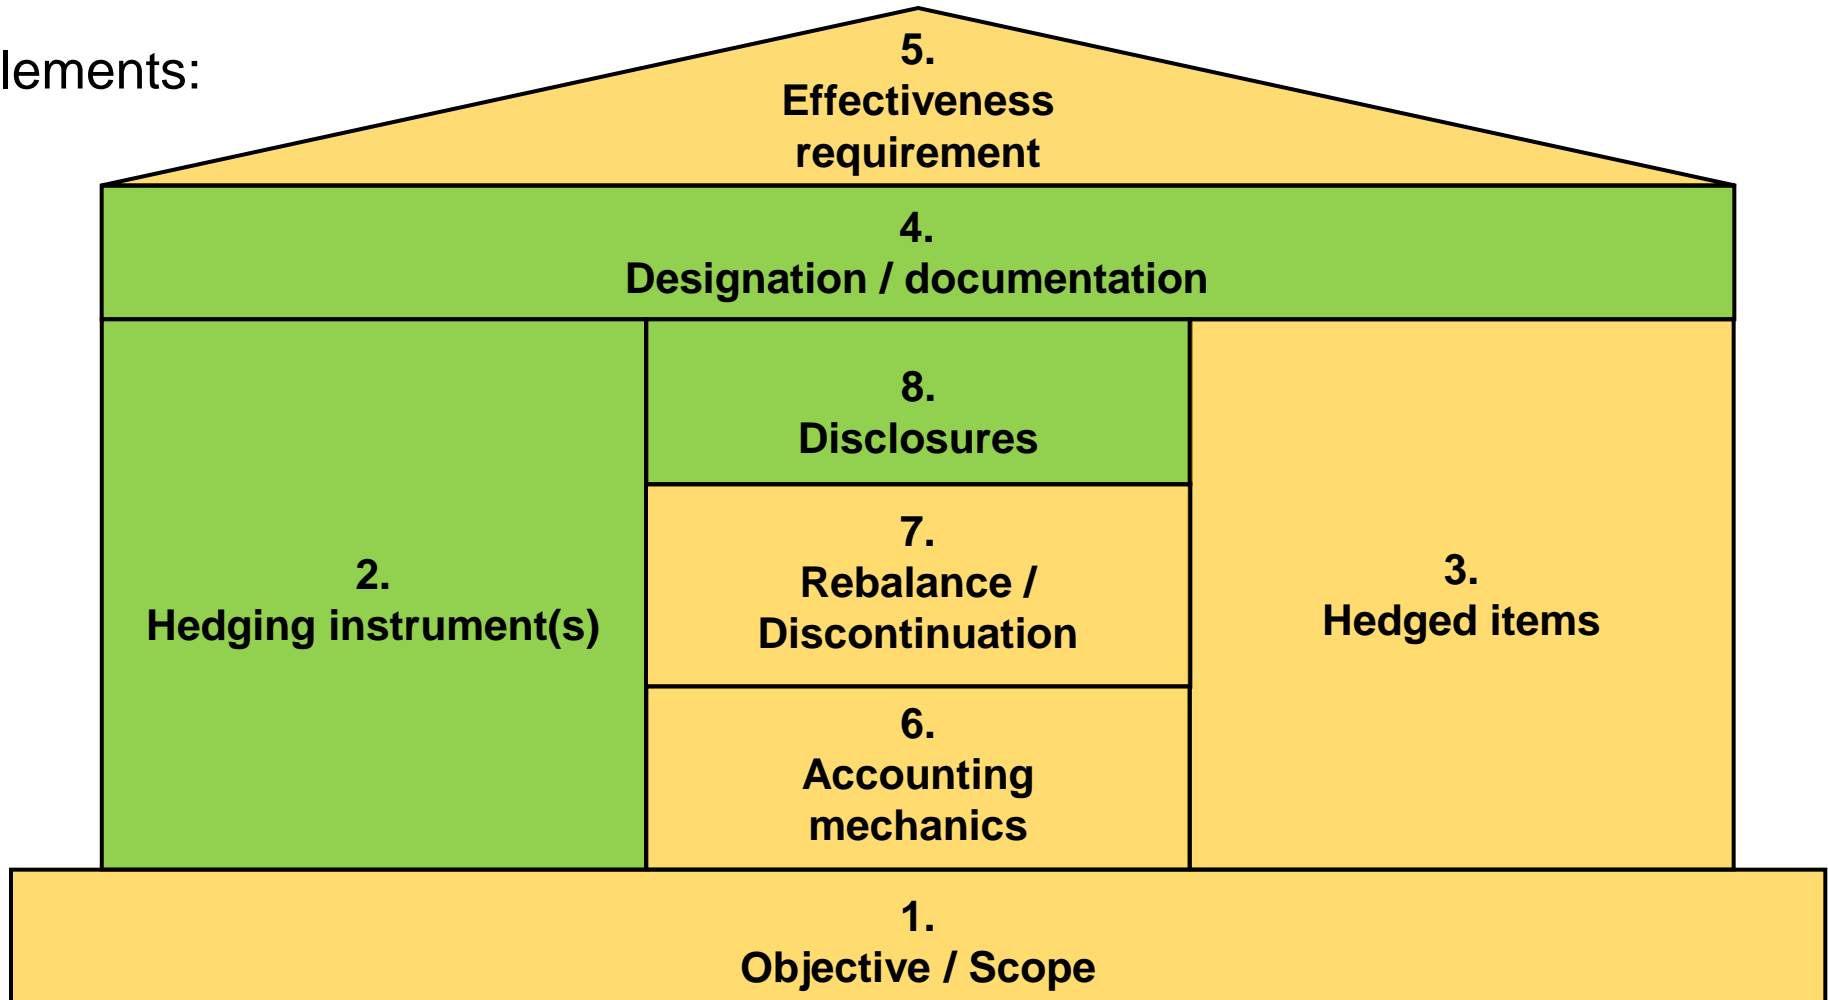 lements:
5.
Effectiveness
requirement
4.
Designation / documentation
2.
Hedging instrument(s)
8.
Disclosures
7.
Rebalance /
Discontinuation
6.
Accounting
mechanics
3.
Hedged items
1.
Objective / Scope